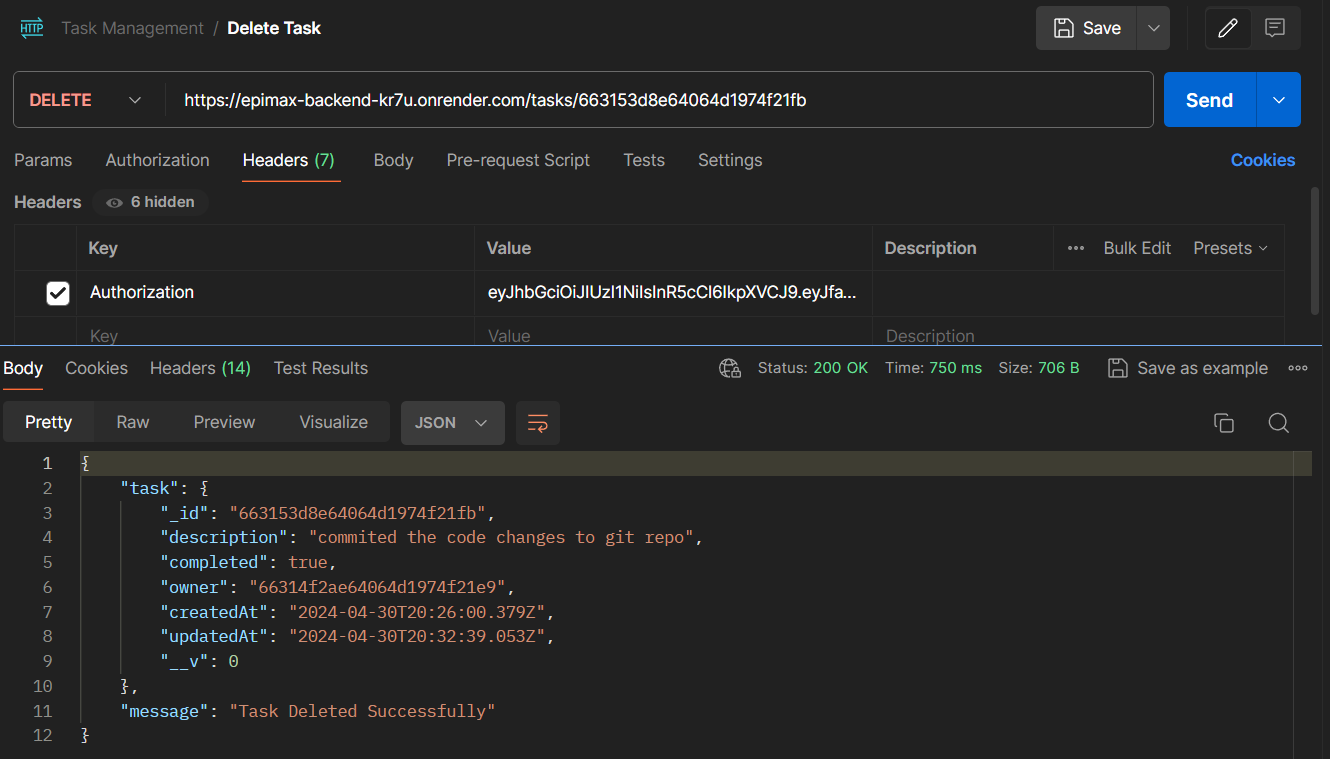 HTTP Task Management / Delete Task Save
DELETE https://epimax-backend-kr7u.onrender.com/tasks/663153d8e64064d1974f21fb Send
Params Authorization Headers (7) Body Pre-request Script Tests Settings Cookies
Headers 6 hidden
Key Value Description ••• Bulk Edit Presets
Authorization eyJhbGciOiJIUzI1NiIsInR5cCI6IkpXVCJ9.eyJfa...
Key Value Description
Body Cookies Headers (14) Test Results Status: 200 OK Time: 750 ms Size: 706 B Save as example
Pretty Raw Preview Visualize JSON
1 {
2 "task": {
3 "_id": "663153d8e64064d1974f21fb",
4 "description": "commited the code changes to git repo",
5 "completed": true,
6 "owner": "66314f2ae64064d1974f21e9",
7 "createdAt": "2024-04-30T20:26:00.379Z",
8 "updatedAt": "2024-04-30T20:32:39.053Z",
9 "__v": 0
10 },
11 "message": "Task Deleted Successfully"
12 }